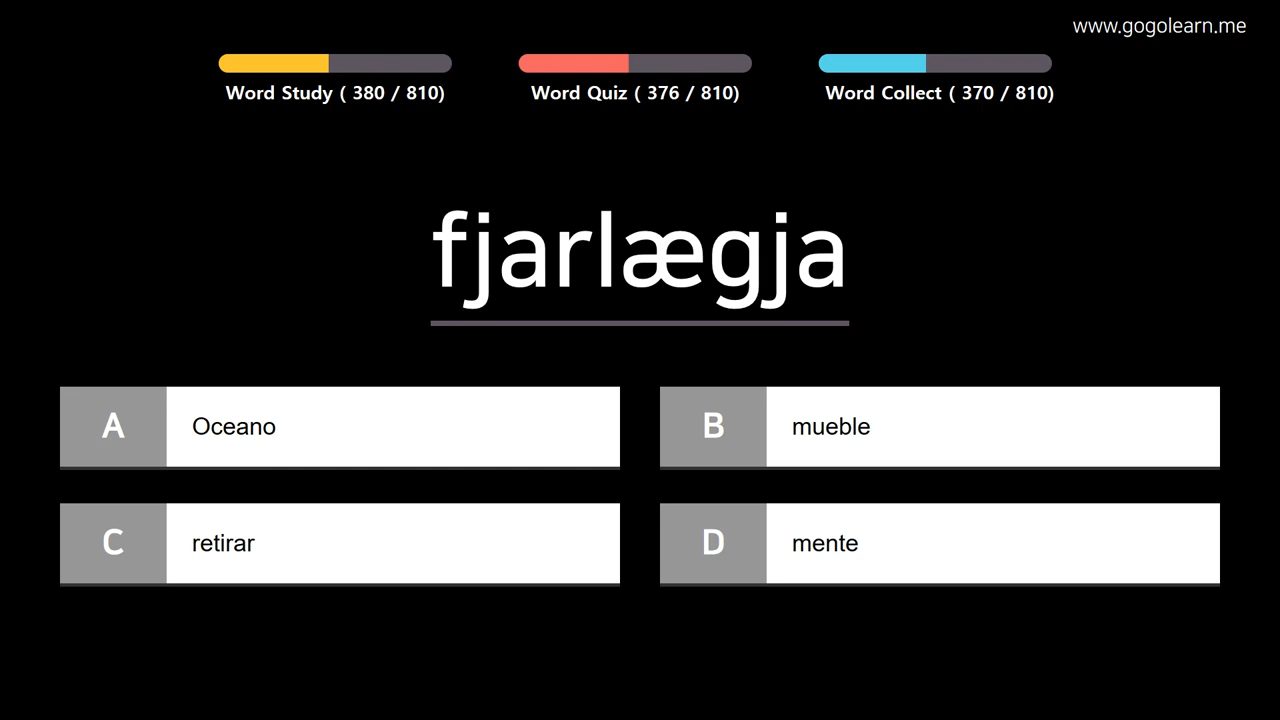 www.gogolearn.me
Word Study ( 380 / 810)
Word Quiz ( 376 / 810)
Word Collect ( 370 / 810)
fjarlægja
A
Oceano
B
mueble
C
retirar
D
mente